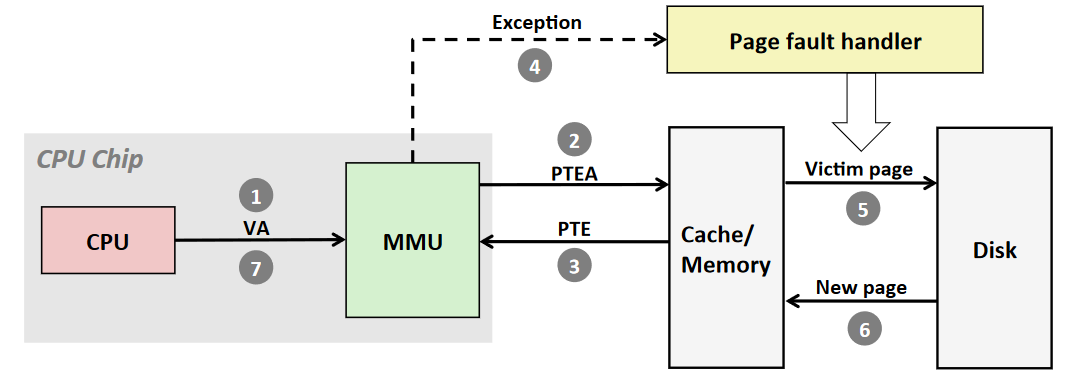 Exception
4
Page fault handler
CPU Chip
2
PTEA
Victim page
5
1
VA
7
CPU
MMU
PTE
3
Cache/
Memory
Disk
New page
6